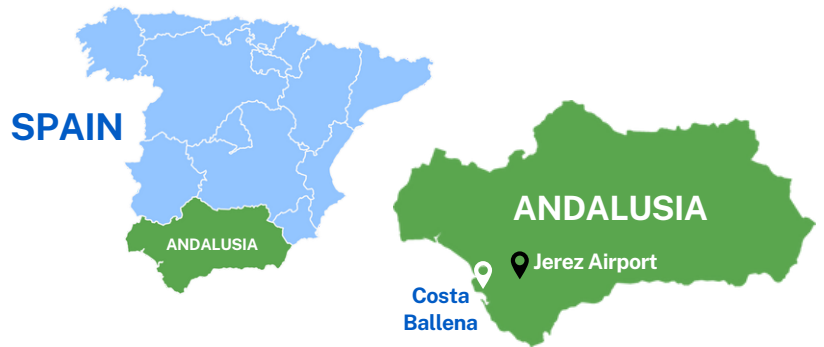 SPAIN
ANDALUSIA
ANDALUSIA
Jerez Airport
Costa
Ballena